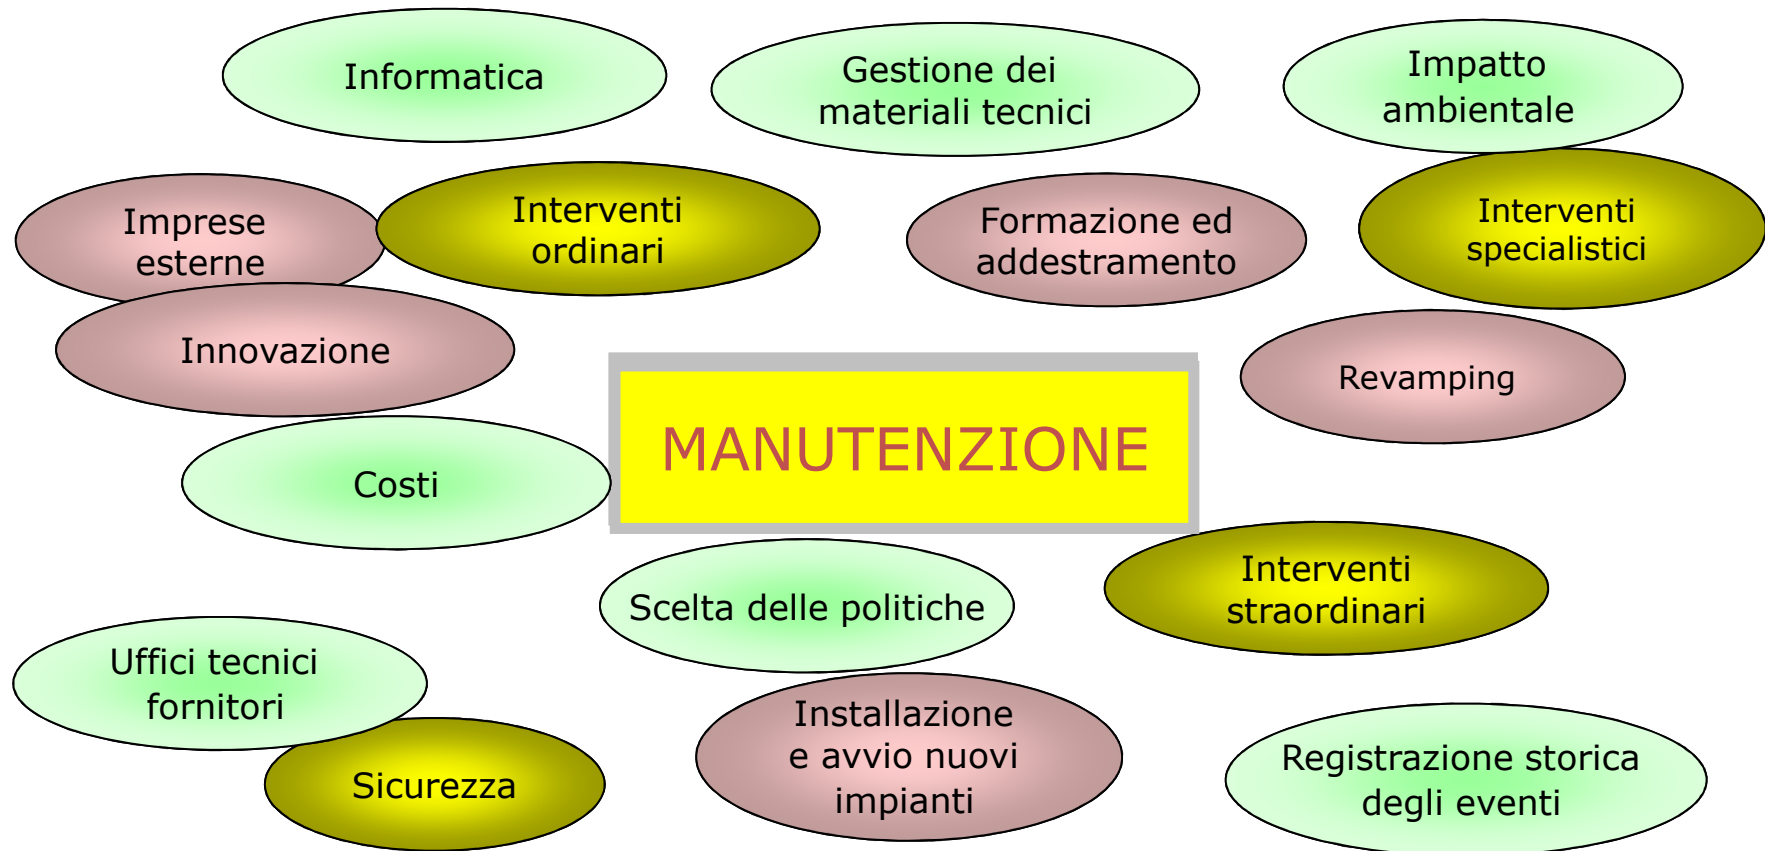 Informatica
Gestione dei
materiali tecnici
Impatto
ambientale
Imprese
esterne
Interventi
ordinari
Formazione ed
addestramento
Interventi
specialistici
Innovazione
Revamping
MANUTENZIONE
Costi
Scelta delle politiche
Interventi
straordinari
Uffici tecnici
fornitori
Sicurezza
Installazione
e avvio nuovi
impianti
Registrazione storica
degli eventi